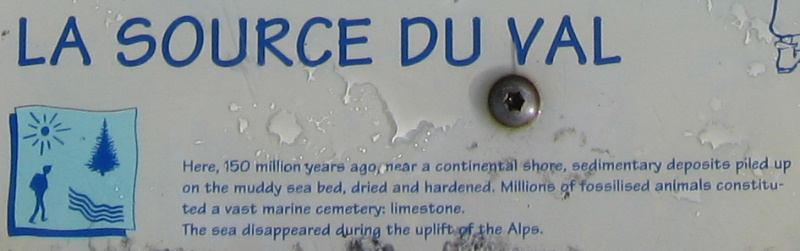 LA SOURCE DU VAL
Here, 150 million years ago, near a continental shore, sedimentary deposits piled up
on the muddy sea bed, dried and hardened. Millions of fossilised animals constitu-
ted a vast marine cemetery: limestone.
The sea disappeared during the uplift of the Alps.